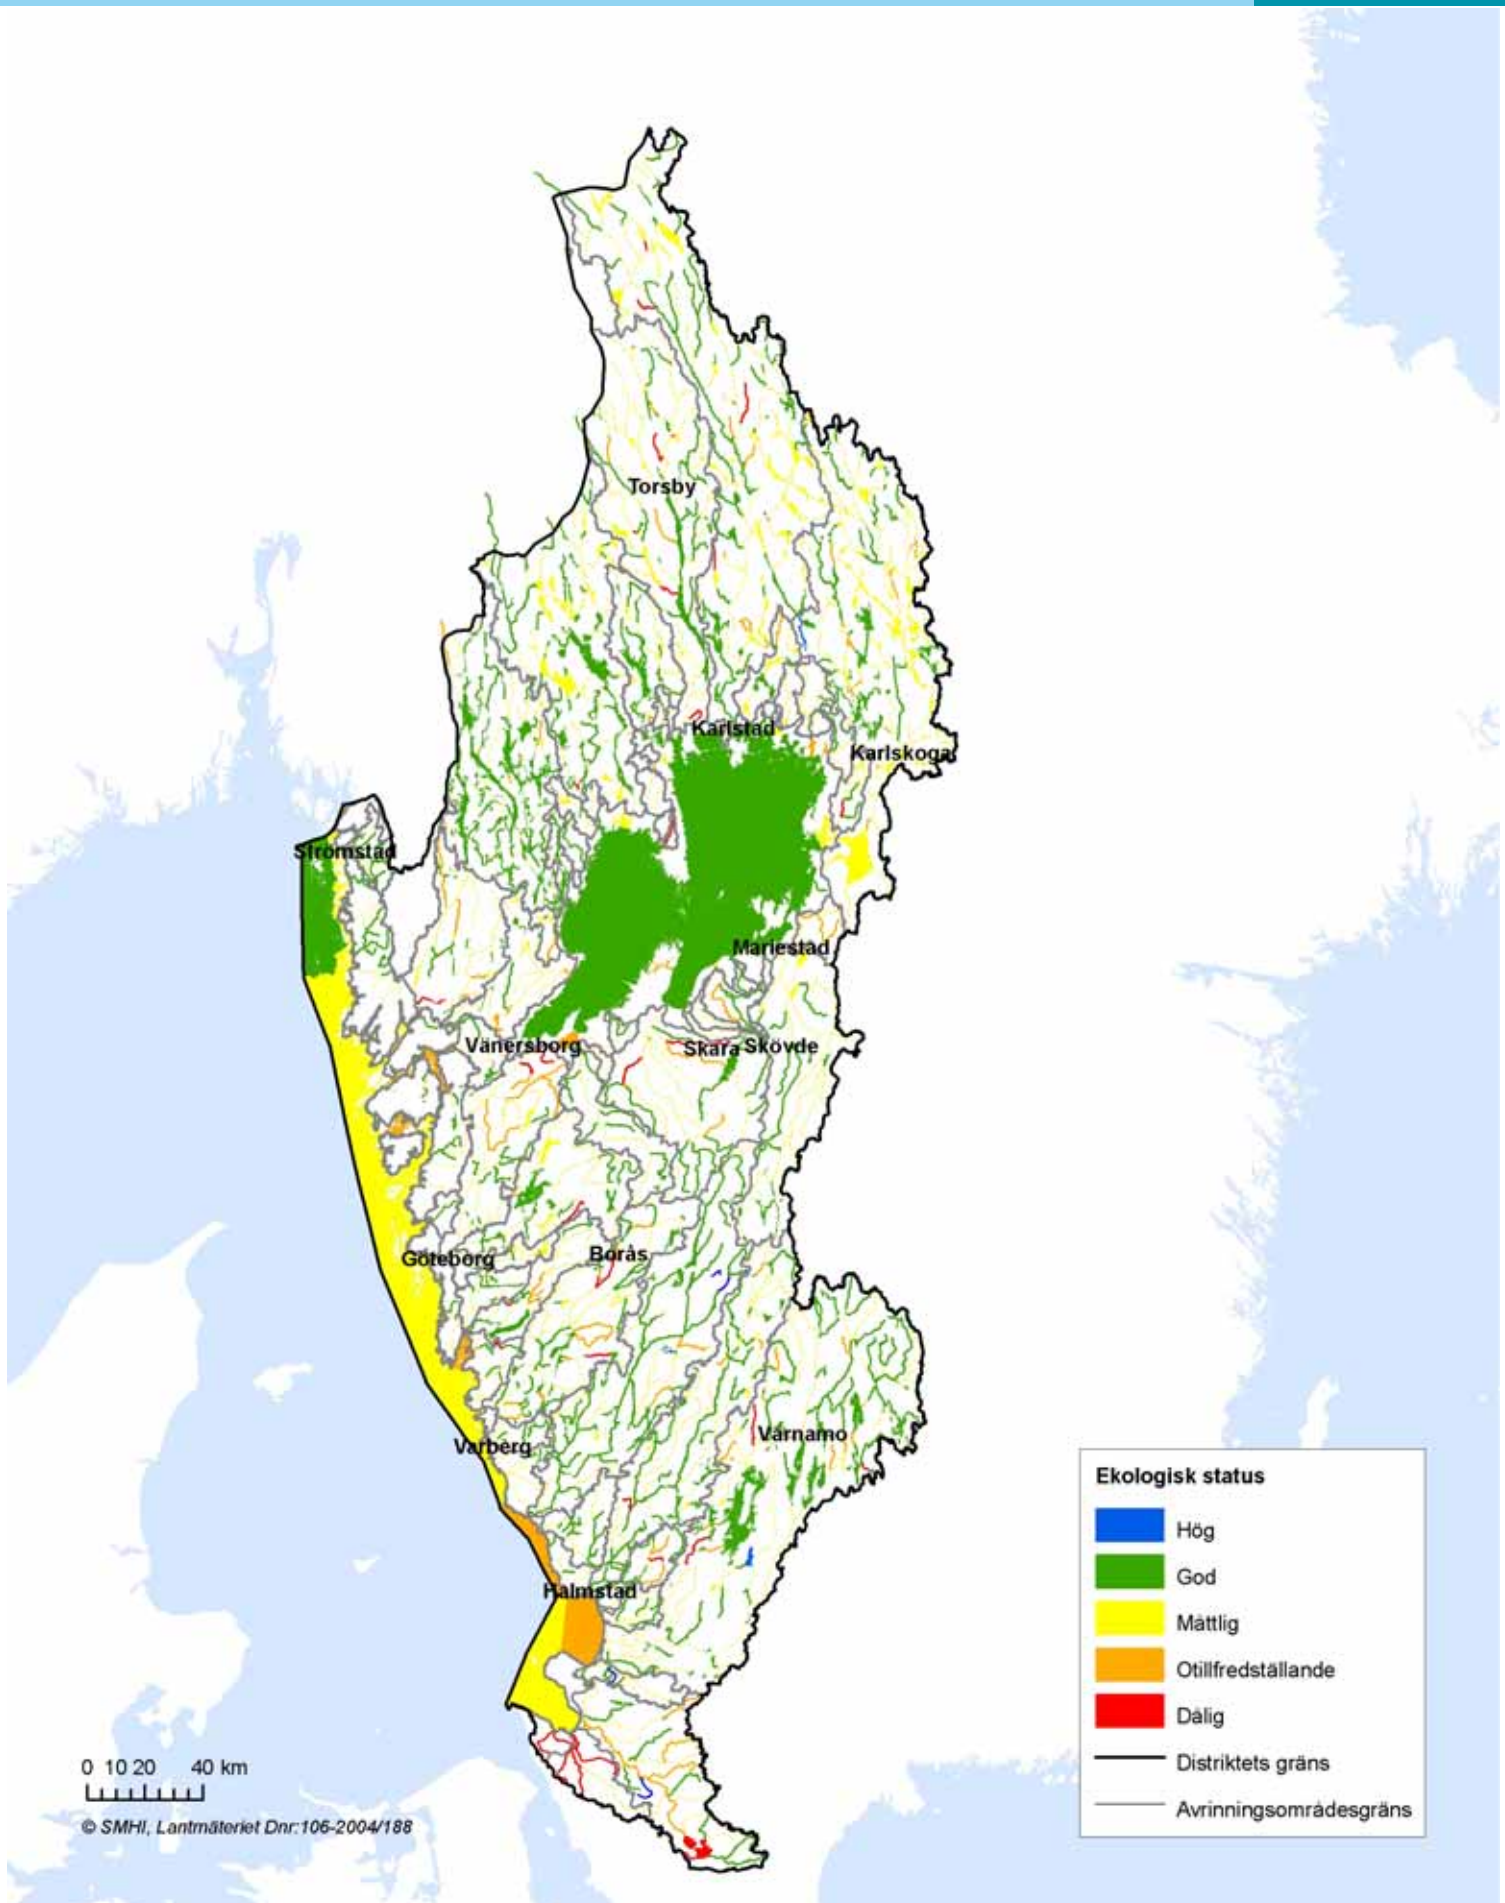 Torsby
Karlstad
Karlskoga
Strömstad
Mariestad
Vänersborg
Skara
Skövde
Göteborg
Borås
Värnamo
Varberg
Halmstad
Ekologisk status
Hög
God
Måttlig
Otillfredställande
Dålig
Distriktets gräns
Avrinningsområdesgräns
0 10 20 40 km
© SMHI, Lantmäteriet Dnr:106-2004/188